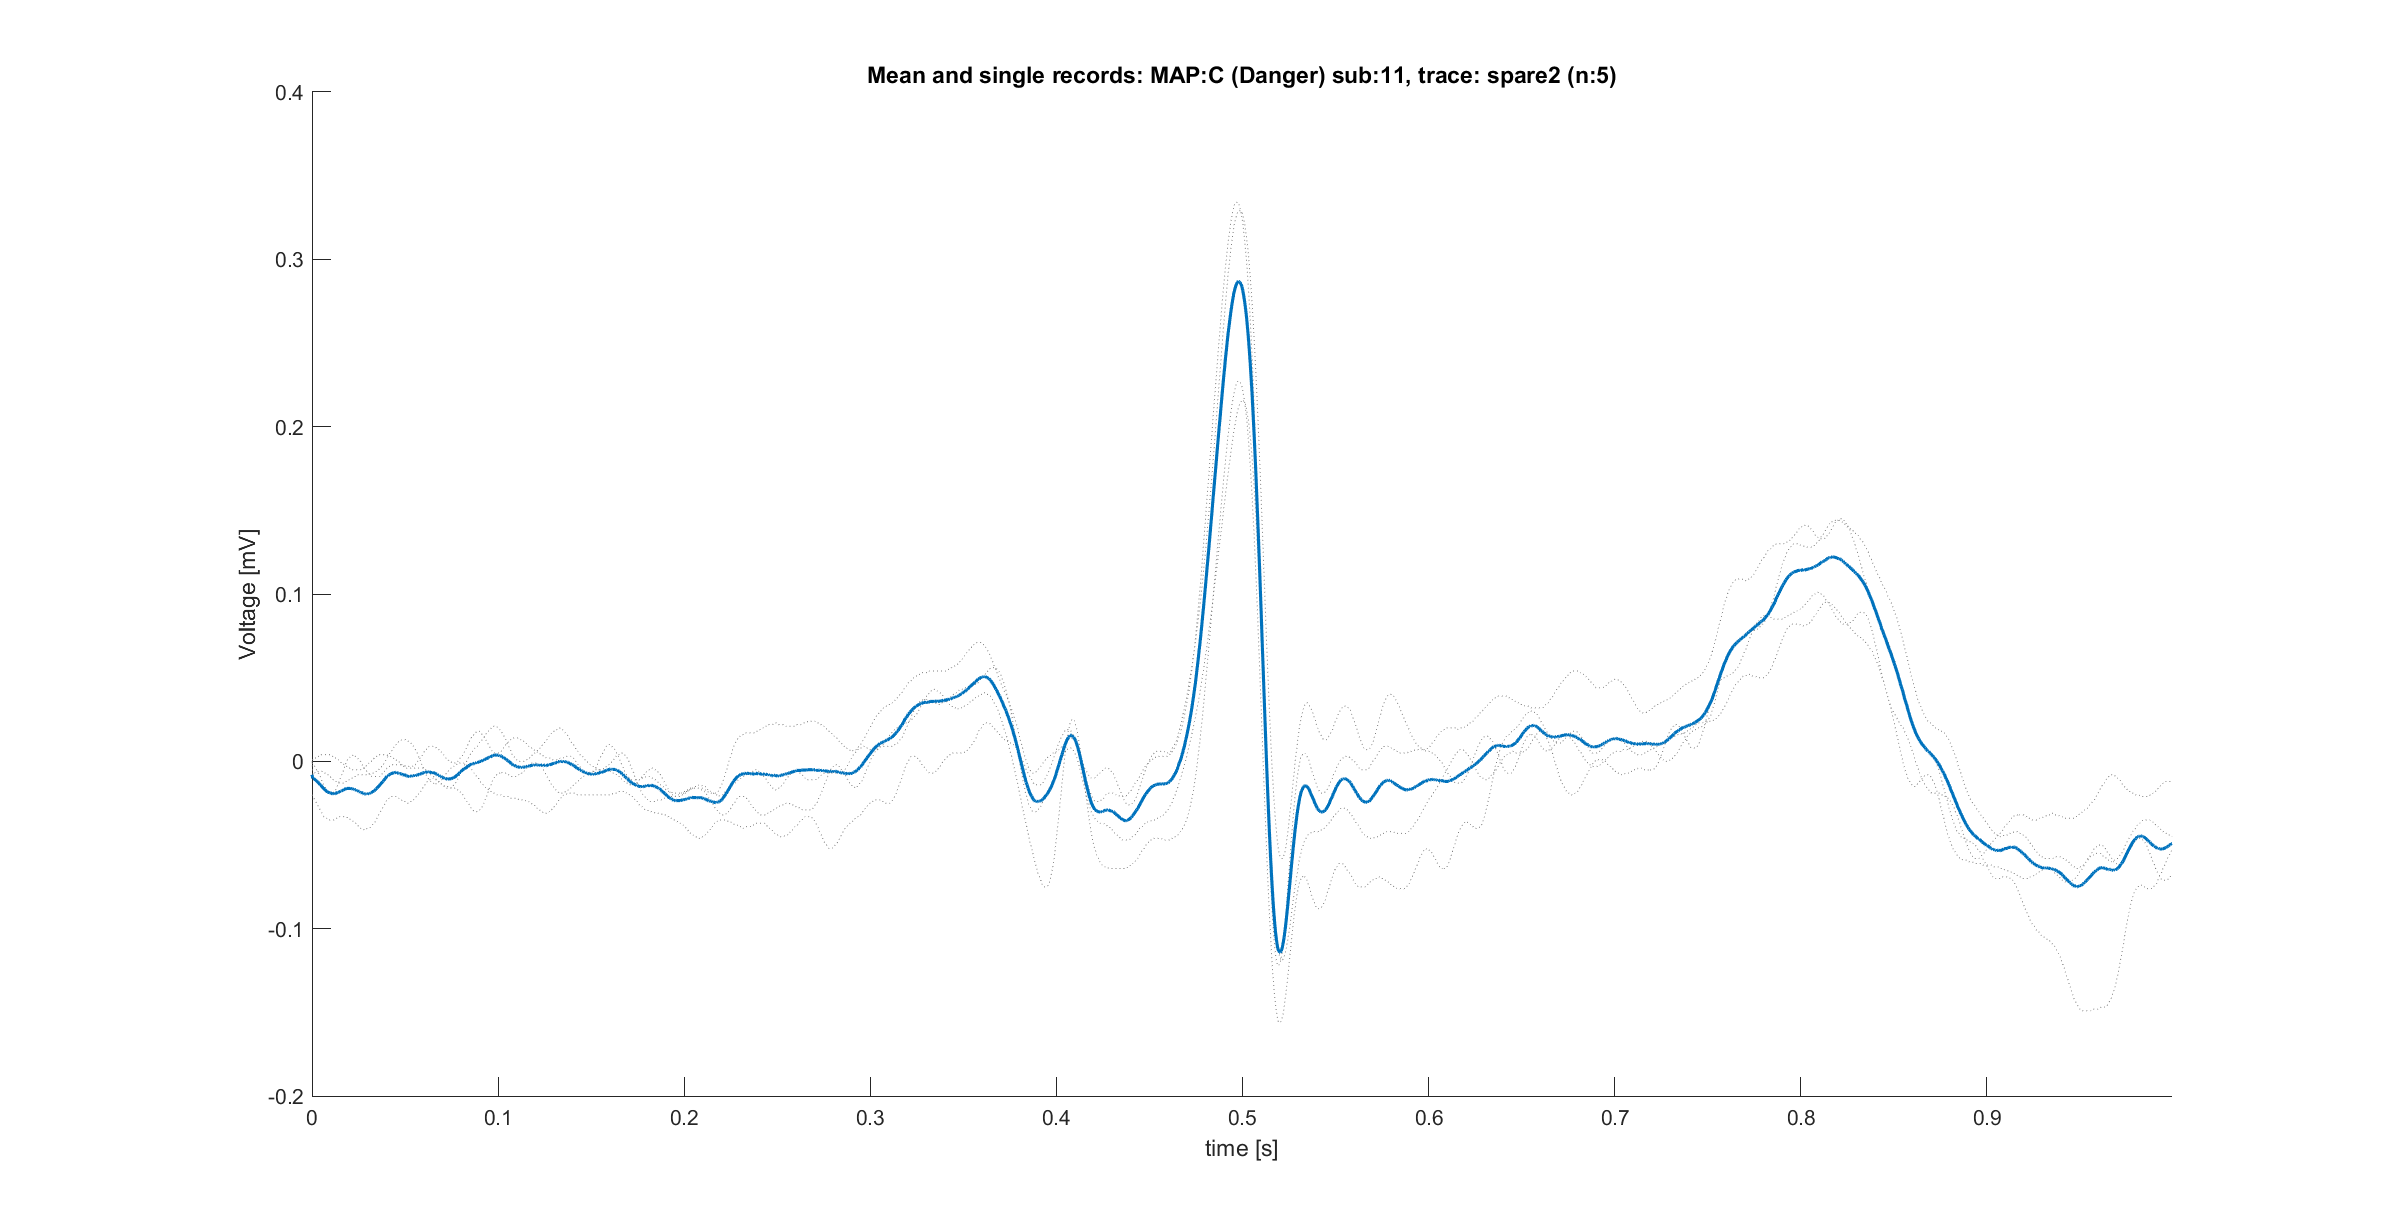 Mean and single records: MAP:C (Danger) sub:11, trace: spare2 (n:5)
0.4
0.3
0.2
0.1
0
-0.1
-0.2
Voltage [mV]
0 0.1 0.2 0.3 0.4 0.5 0.6 0.7 0.8 0.9
time [s]